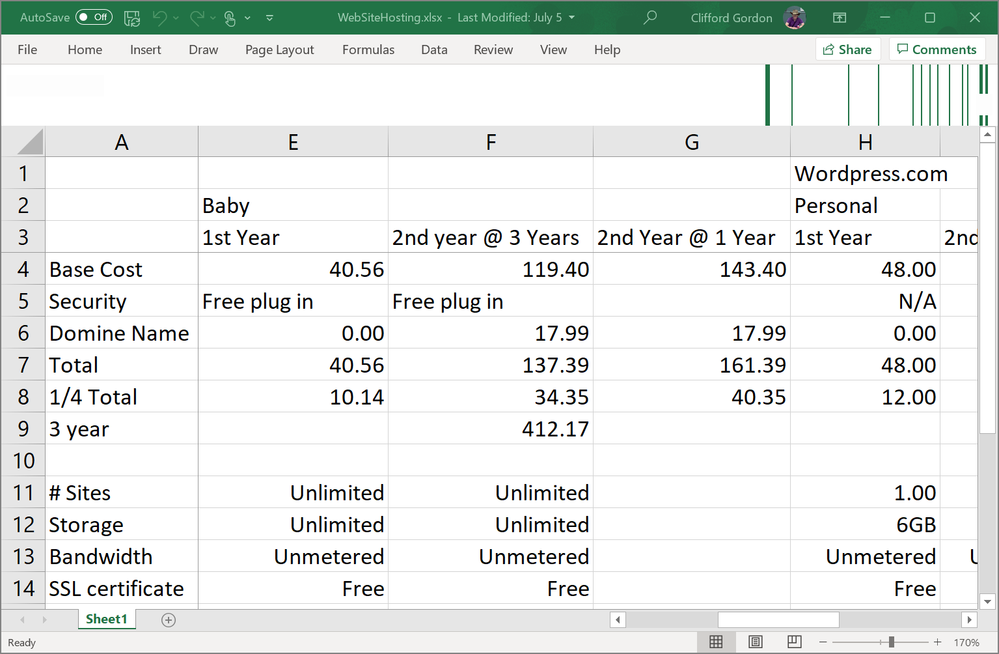 AutoSave Off WebSiteHosting.xlsx - Last Modified: July 5 Clifford Gordon
File Home Insert Draw Page Layout Formulas Data Review View Help Share Comments
A E F G H
1 Wordpress.com
2 Baby Personal
3 1st Year 2nd year @ 3 Years 2nd Year @ 1 Year 1st Year 2nd
4 Base Cost 40.56 119.40 143.40 48.00
5 Security Free plug in Free plug in N/A
6 Domine Name 0.00 17.99 17.99 0.00
7 Total 40.56 137.39 161.39 48.00
8 1/4 Total 10.14 34.35 40.35 12.00
9 3 year 412.17
10
11 # Sites Unlimited Unlimited 1.00
12 Storage Unlimited Unlimited 6GB
13 Bandwidth Unmetered Unmetered Unmetered
14 SSL certificate Free Free Free
Sheet1
Ready 170%